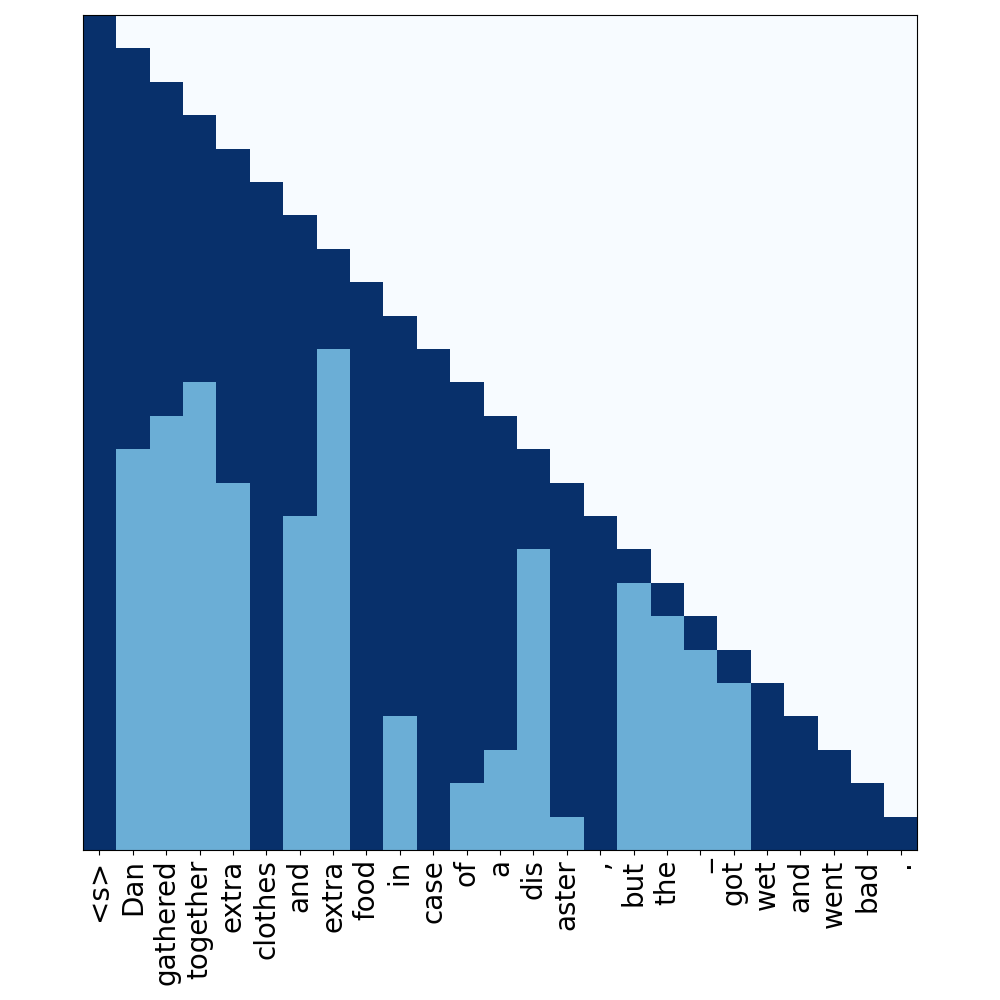 <s>
Dan
gathered
together
extra
clothes
and
extra
food
in
case
of
a
dis
aster
,
but
the
_
got
wet
and
went
bad
.